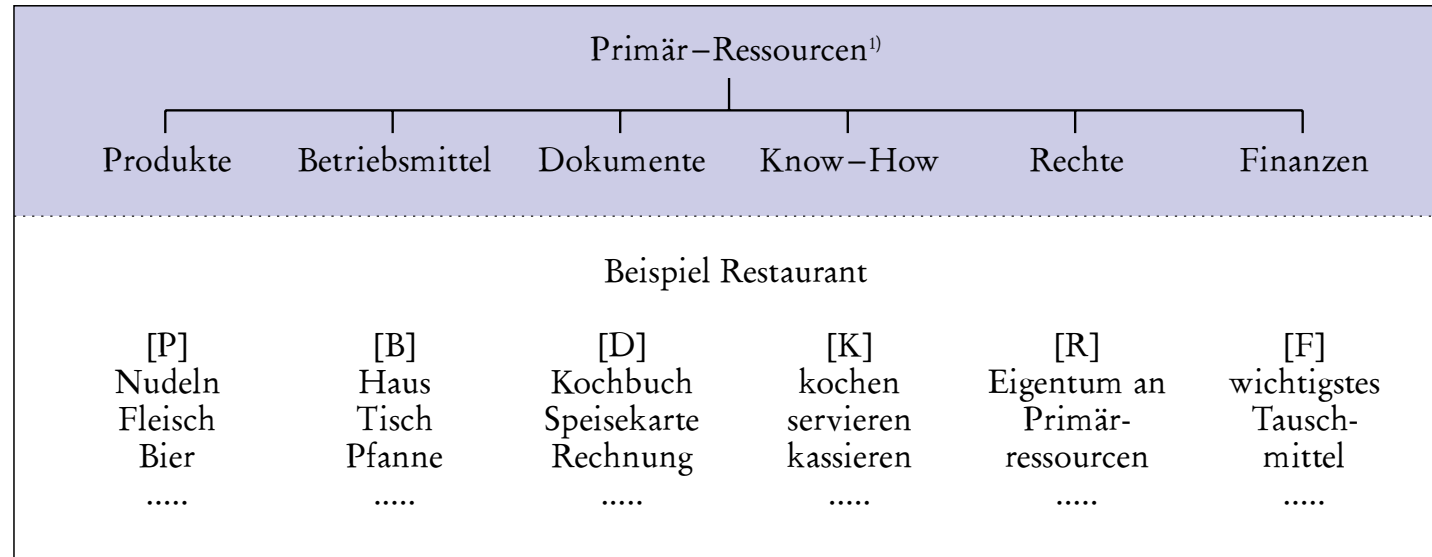 Primär–Ressourcen¹⁾
Produkte Betriebsmittel Dokumente Know–How Rechte Finanzen
Beispiel Restaurant
[P] [B] [D] [K] [R] [F]
Nudeln Haus Kochbuch kochen Eigentum an wichtigstes
Fleisch Tisch Speisekarte servieren Primär- Tausch-
Bier Pfanne Rechnung kassieren ressourcen mittel
..... ..... ..... ..... ..... .....